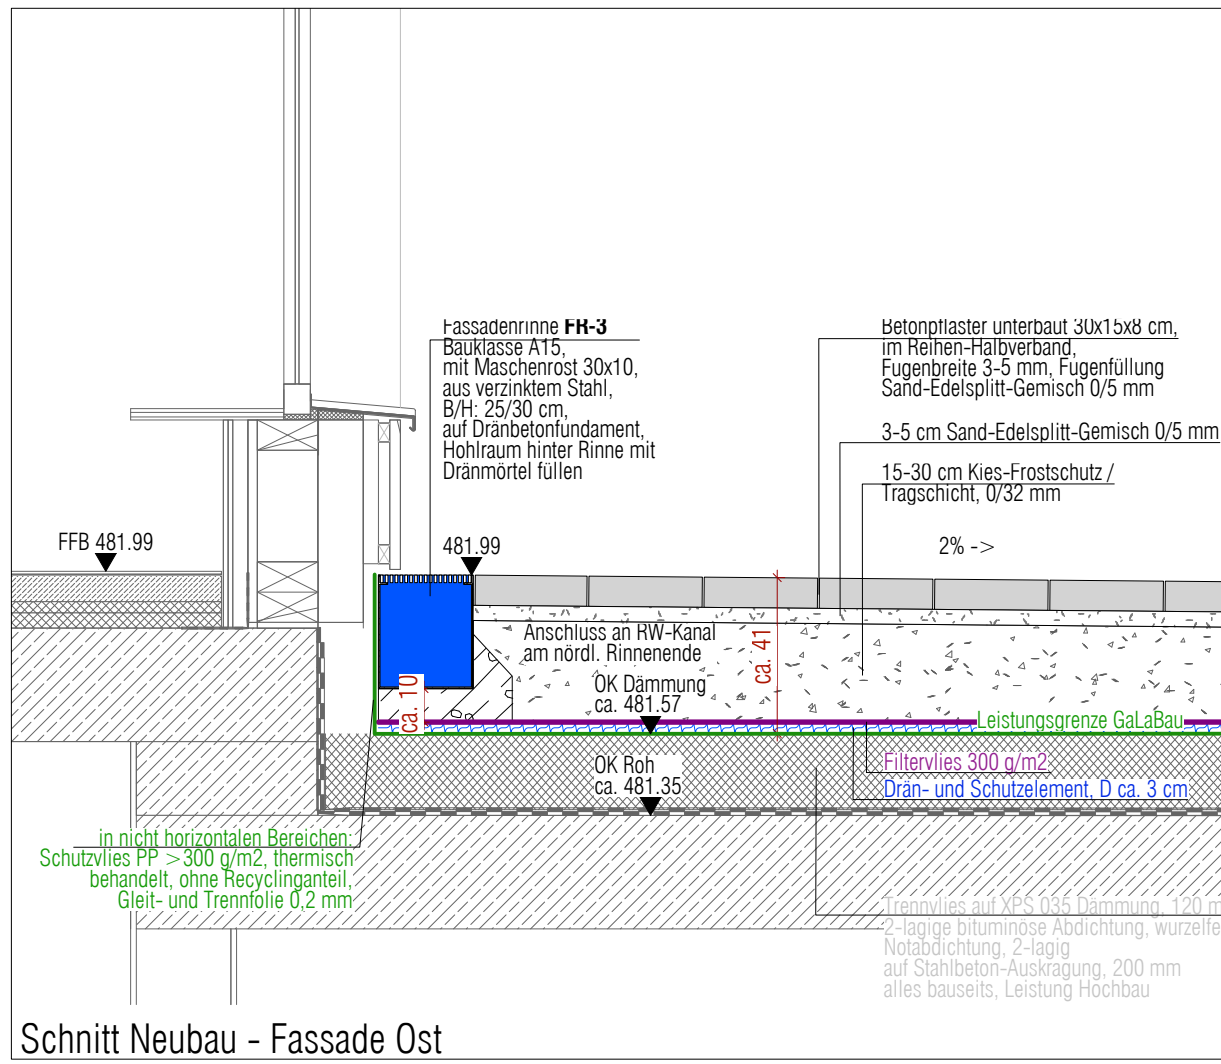 Fassadenrinne FR-3
Bauklasse A15,
mit Maschenrost 30x10,
aus verzinktem Stahl,
B/H: 25/30 cm,
auf Dränbetonfundament,
Hohlraum hinter Rinne mit
Dränmörtel füllen
Betonpflaster unterbaut 30x15x8 cm,
im Reihen-Halbverband,
Fugenbreite 3-5 mm, Fugenfüllung
Sand-Edelsplitt-Gemisch 0/5 mm
3-5 cm Sand-Edelsplitt-Gemisch 0/5 mm
15-30 cm Kies-Frostschutz /
Tragschicht, 0/32 mm
FFB 481.99
481.99
2% ->
Anschluss an RW-Kanal
am nördl. Rinnenende
ca. 41
ca. 10
OK Dämmung
ca. 481.57
Leistungsgrenze GaLaBau
OK Roh
ca. 481.35
Filtervlies 300 g/m2
Drän- und Schutzelement, D ca. 3 cm
in nicht horizontalen Bereichen:
Schutzvlies PP >300 g/m2, thermisch
behandelt, ohne Recyclinganteil,
Gleit- und Trennfolie 0,2 mm
Trennvlies auf XPS 035 Dämmung, 120 m
2-lagige bituminöse Abdichtung, wurzelfe
Notabdichtung, 2-lagig
auf Stahlbeton-Auskragung, 200 mm
alles bauseits, Leistung Hochbau
Schnitt Neubau - Fassade Ost